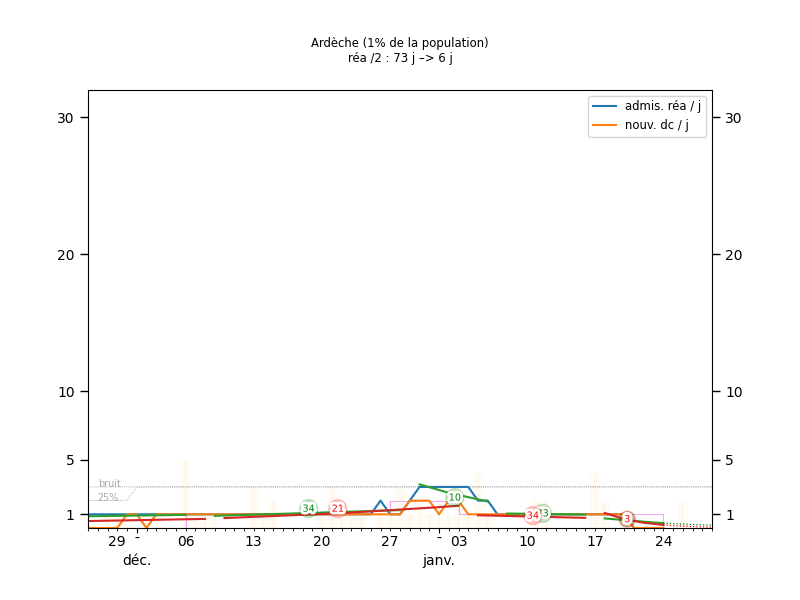 Ardèche (1% de la population)
réa /2 : 73 j –> 6 j
admis. réa / j
nouv. dc / j
30 30
20 20
10 10
5 5
1 1
bruit
25%
34 21 10 34 3
29 - 06 13 20 27 - 03 10 17 24
déc. janv.